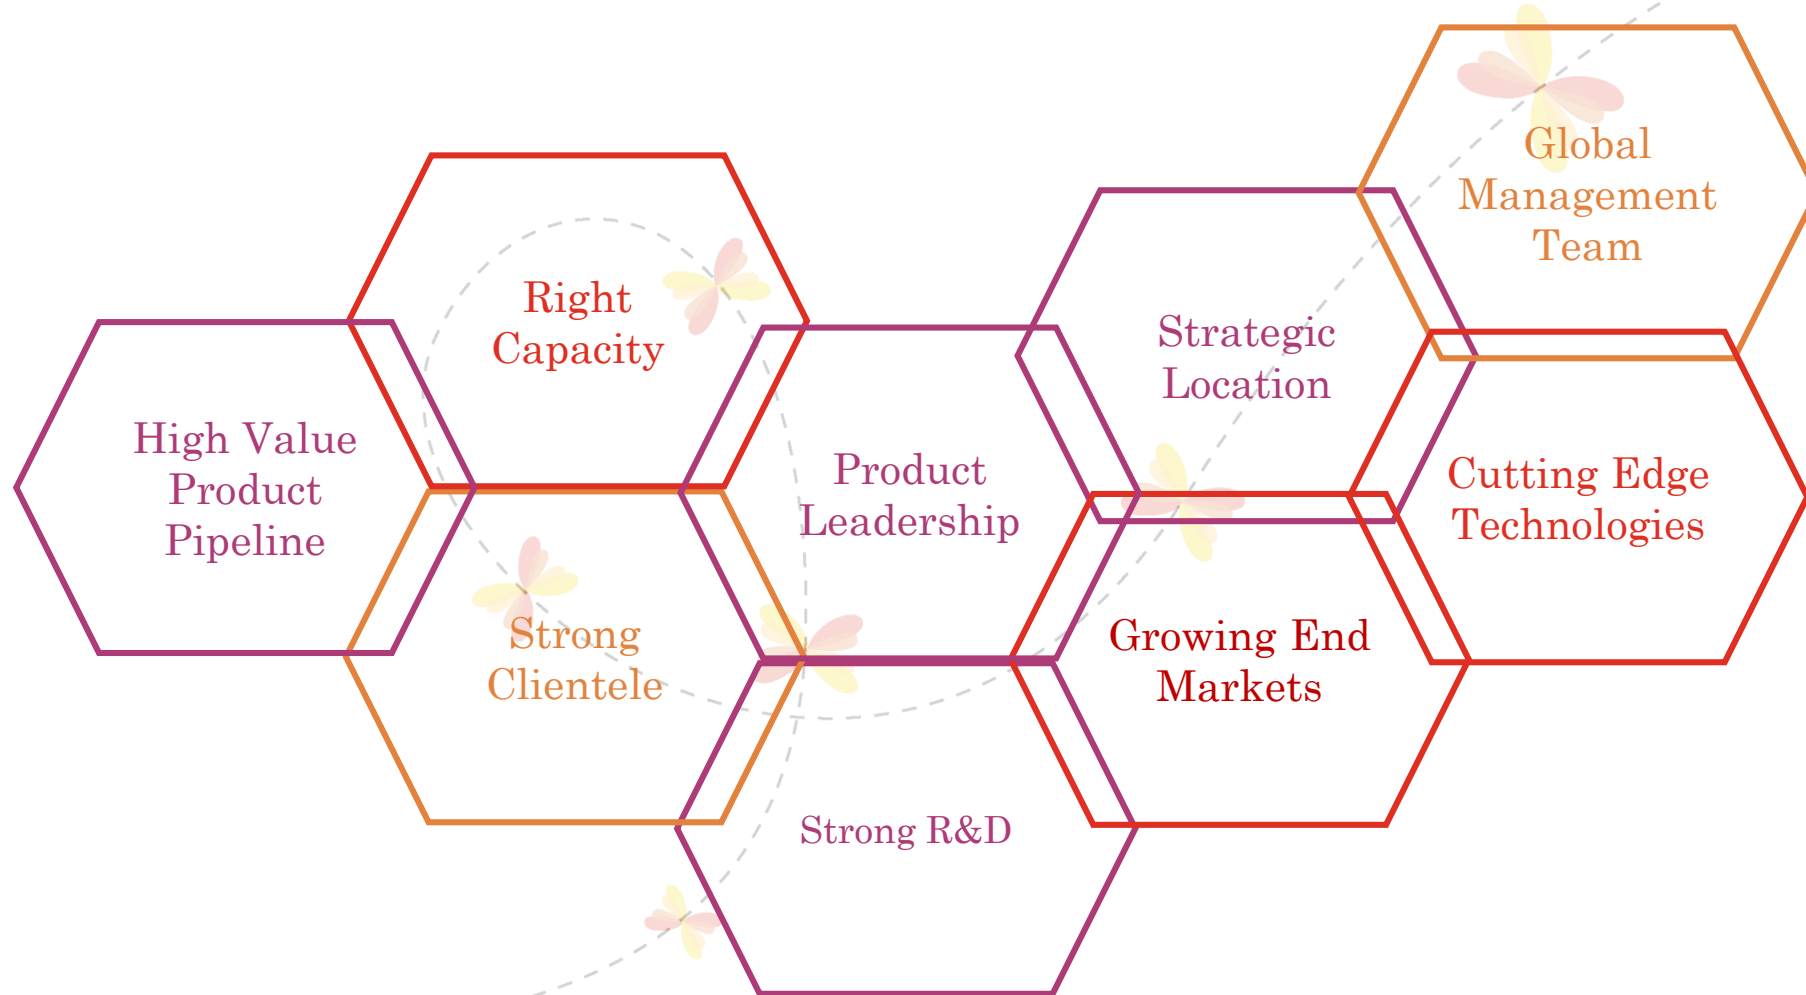 Global
Management
Team
Right
Capacity
Strategic
Location
High Value
Product
Pipeline
Product
Leadership
Cutting Edge
Technologies
Strong
Clientele
Growing End
Markets
Strong R&D